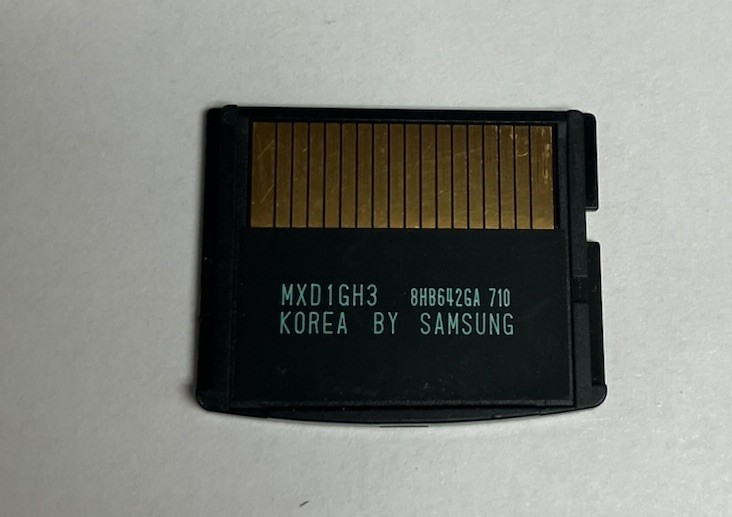 MXD1GH3 8HB642GA 710
KOREA BY SAMSUNG